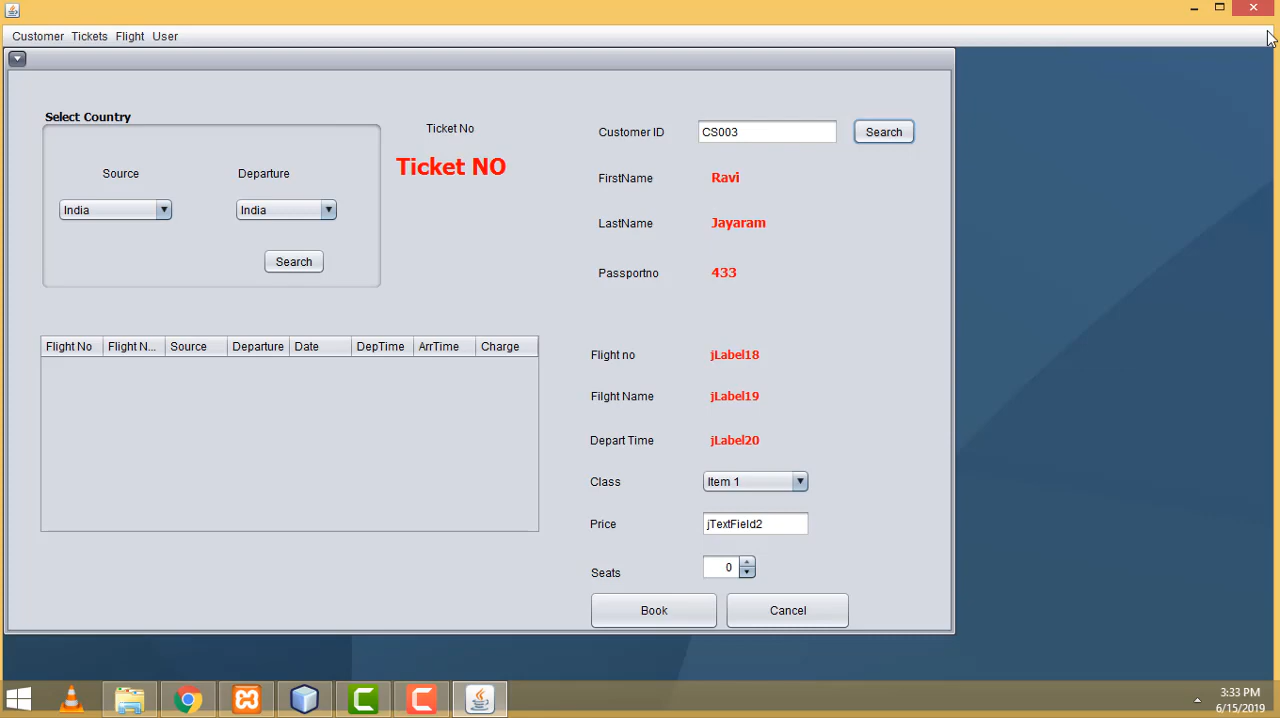 Customer Tickets Flight User
Select Country
Source Departure
India India
Search
Ticket No
Ticket NO
Customer ID CS003 Search
FirstName Ravi
LastName Jayaram
Passportno 433
Flight No Flight N... Source Departure Date DepTime ArrTime Charge
Flight no jLabel18
Filght Name jLabel19
Depart Time jLabel20
Class Item 1
Price jTextField2
Seats 0
Book Cancel
3:33 PM
6/15/2019